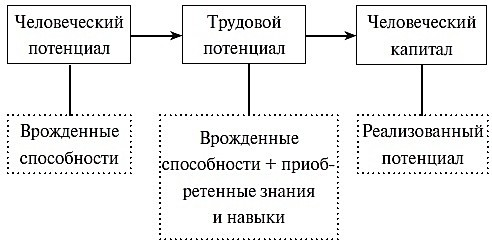 Человеческий
потенциал
Трудовой
потенциал
Человеческий
капитал
Врожденные
способности
Врожденные
способности + приоб-
ретенные знания
и навыки
Реализованный
потенциал